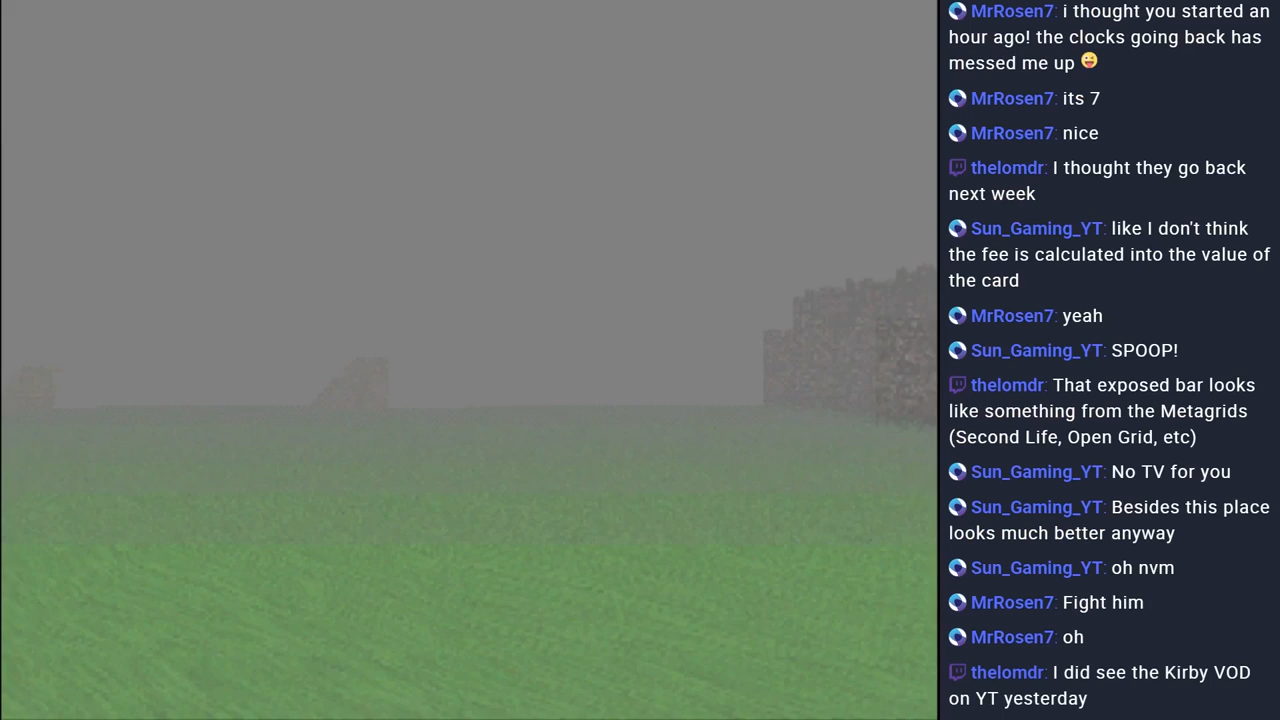 MrRosen7: i thought you started an
hour ago! the clocks going back has
messed me up 😜
MrRosen7: its 7
MrRosen7: nice
thelomdr: I thought they go back
next week
Sun_Gaming_YT: like I don't think
the fee is calculated into the value of
the card
MrRosen7: yeah
Sun_Gaming_YT: SPOOP!
thelomdr: That exposed bar looks
like something from the Metagrids
(Second Life, Open Grid, etc)
Sun_Gaming_YT: No TV for you
Sun_Gaming_YT: Besides this place
looks much better anyway
Sun_Gaming_YT: oh nvm
MrRosen7: Fight him
MrRosen7: oh
thelomdr: I did see the Kirby VOD
on YT yesterday